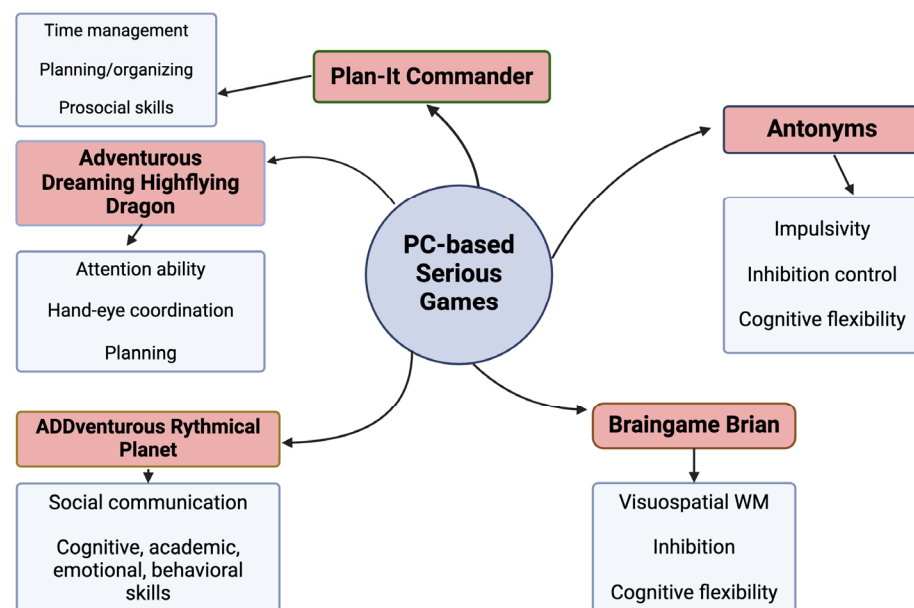 Time management
Planning/organizing
Prosocial skills
Plan-It Commander
Antonyms
Adventurous
Dreaming Highflying
Dragon
Impulsivity
Inhibition control
Cognitive flexibility
PC-based
Serious
Games
Attention ability
Hand-eye coordination
Planning
ADDventurous Rythmical
Planet
Braingame Brian
Social communication
Cognitive, academic,
emotional, behavioral
skills
Visuospatial WM
Inhibition
Cognitive flexibility